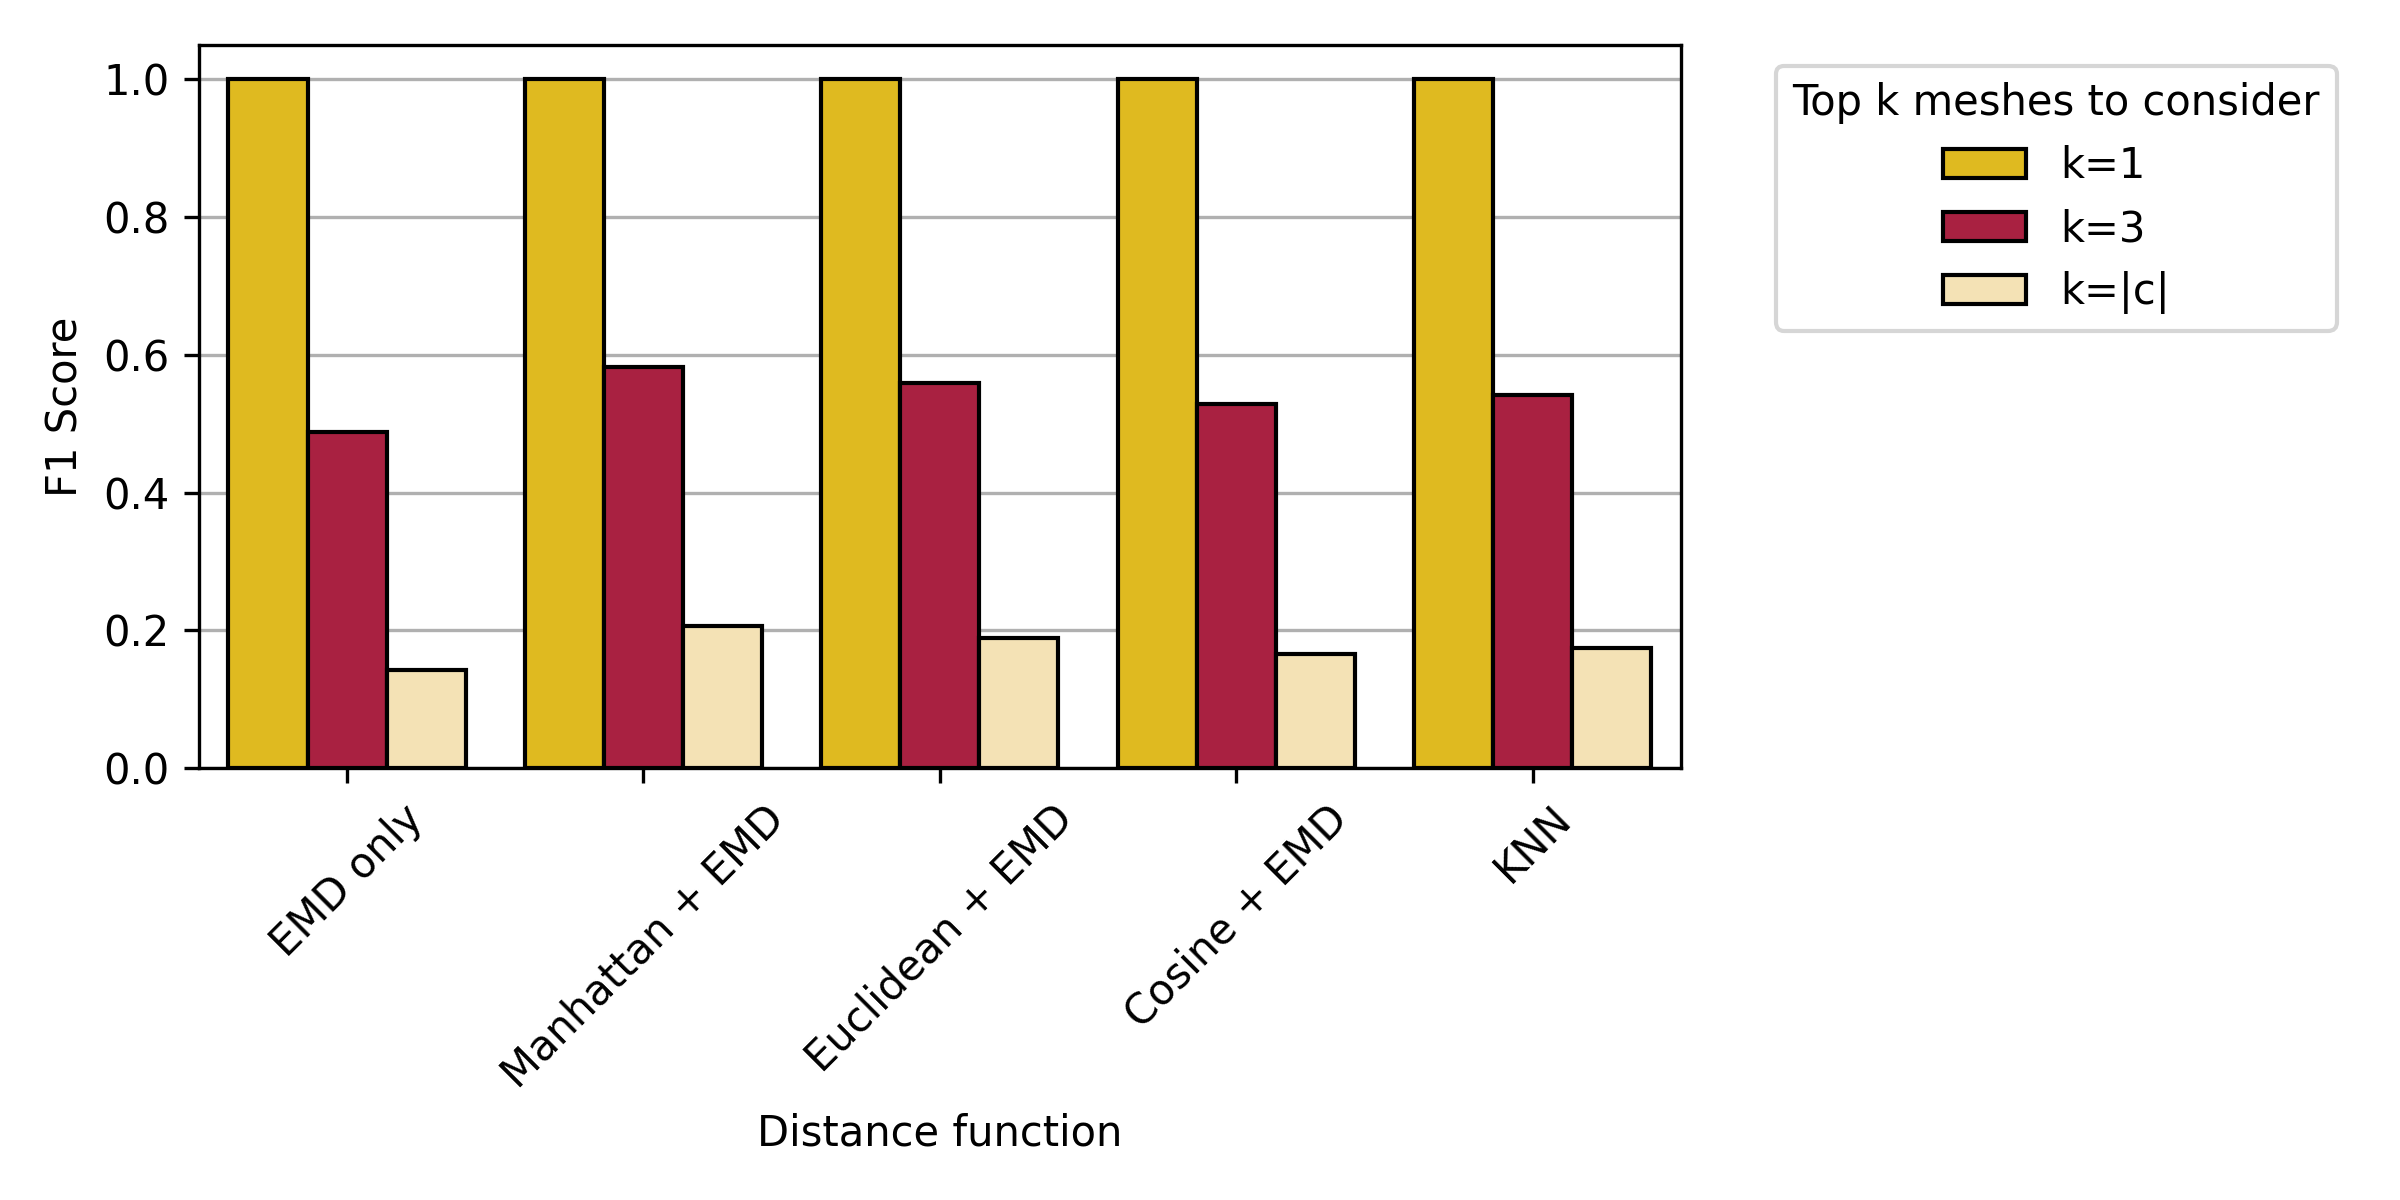 1.0
0.8
0.6
0.4
0.2
0.0
F1 Score
EMD only
Manhattan + EMD
Euclidean + EMD
Cosine + EMD
KNN
Distance function
Top k meshes to consider
k=1
k=3
k=|c|